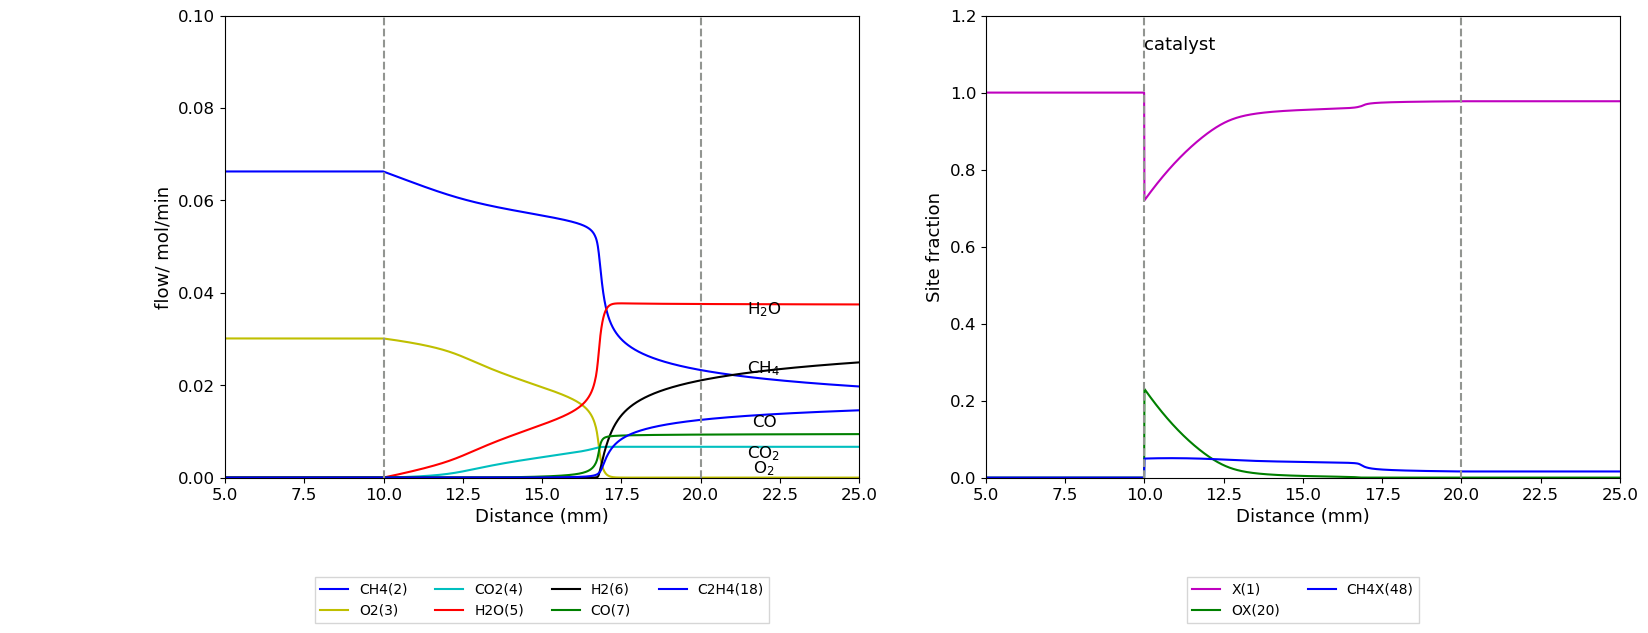 0.10
0.08
0.06
0.04
0.02
0.00
flow/ mol/min
H₂O
CH₄
CO
CO₂
O₂
5.0 7.5 10.0 12.5 15.0 17.5 20.0 22.5 25.0
Distance (mm)
CH4(2) CO2(4) H2(6) C2H4(18)
O2(3) H2O(5) CO(7)
1.2
1.0
0.8
0.6
0.4
0.2
0.0
Site fraction
catalyst
5.0 7.5 10.0 12.5 15.0 17.5 20.0 22.5 25.0
Distance (mm)
X(1) CH4X(48)
OX(20)